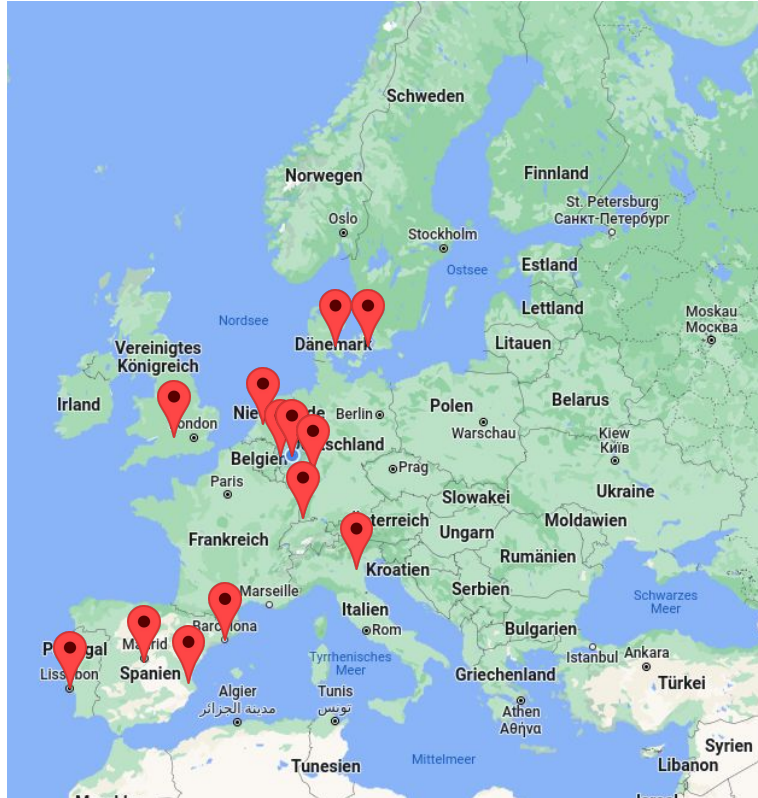 Schweden
Finnland
Norwegen
St. Petersburg
Санкт-Петербург
Oslo
Stockholm
Estland
Ostsee
Nordsee
Lettland
Moskau
Москва
Dänemark
Litauen
Vereinigtes
Königreich
Irland
Belarus
Polen
Berlin
Warschau
Kiew
Київ
Belgien
Prag
Paris
Slowakei
Ukraine
Frankreich
Ungarn
Moldawien
Rumänien
Kroatien
Marseille
Serbien
Schwarzes
Meer
Italien
Rom
Bulgarien
Istanbul
Ankara
Tyrrhenisches
Meer
Spanien
Griechenland
Türkei
Algier
مدينة الجزائر
Tunis
تونس
Athen
Αθήνα
Syrien
Mittelmeer
Libanon
Tunesien